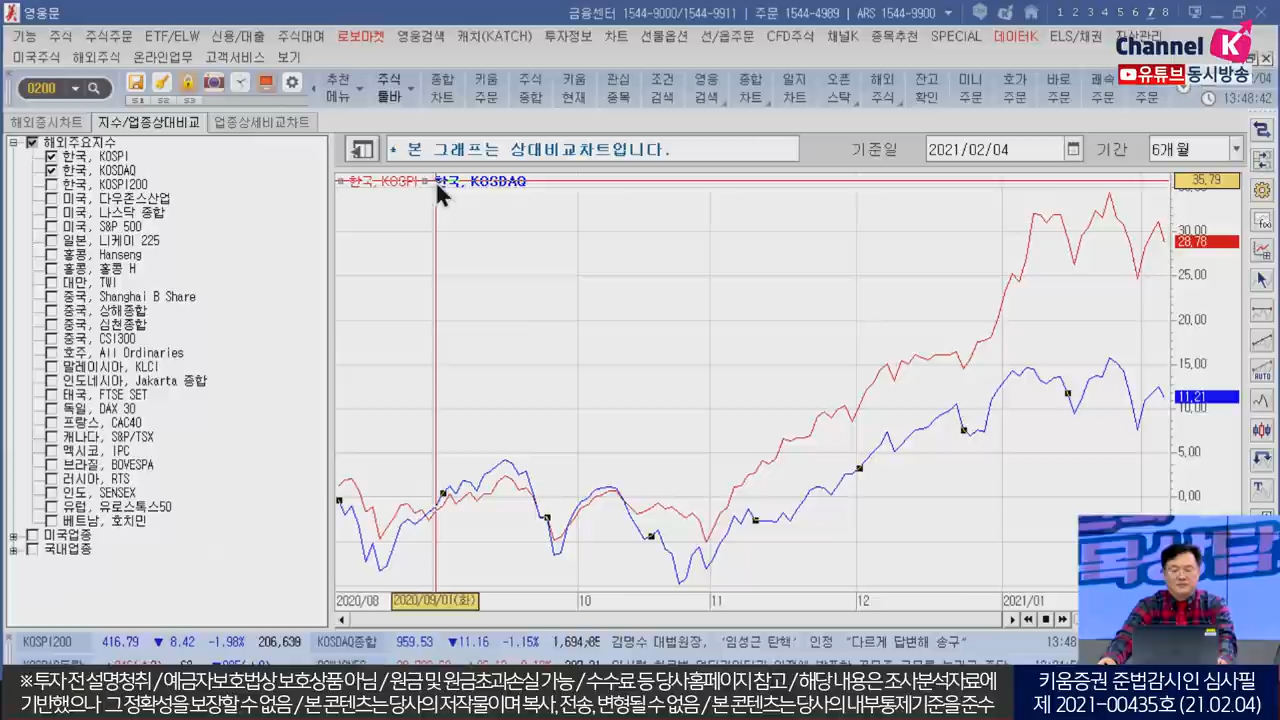 영웅문
금융센터 1544-9000/1544-9911 | 주문 1544-4989 | ARS 1544-9900
1 2 3 4 5 6 7 8
기능 주식 주식주문 ETF/ELW 신용/대출 주식대여 로보마켓 영웅검색 캐치(KATCH) 투자정보 차트 선물옵션 선/옵주문 CFD주식 채널K 종목추천 SPECIAL 데이터K ELS/채권 자산관리
미국주식 해외주식 온라인업무 고객서비스 보기
Channel K
유튜브동시방송
0200
S1 S2 S3
추천 주식 종합 키움 주식 키움 관심 조건 영웅 종합 일지 오픈 해외 잔고 미니 호가 바로 쾌속
메뉴 툴바 차트 주문 종합 현재 종목 검색 검색 차트 차트 스탁 주식 확인 주문 주문 주문 주문 주문
13:48:42
해외증시차트 지수/업종상대비교 업종상세비교차트
해외주요지수
한국, KOSPI
한국, KOSDAQ
한국, KOSPI200
미국, 다우존스산업
미국, 나스닥 종합
미국, S&P 500
일본, 니케이 225
홍콩, Hanseng
홍콩, 홍콩 H
대만, TWI
중국, Shanghai B Share
중국, 상해종합
중국, 심천종합
중국, CSI300
호주, All Ordinaries
말레이시아, KLCI
인도네시아, Jakarta 종합
태국, FTSE SET
독일, DAX 30
프랑스, CAC40
캐나다, S&P/TSX
멕시코, IPC
브라질, BOVESPA
러시아, RTS
인도, SENSEX
유럽, 유로스톡스50
베트남, 호치민
미국업종
국내업종
* 본 그래프는 상대비교차트입니다.
기준일 2021/02/04 기간 6개월
한국, KOSPI 한국, KOSDAQ
35,79
30,00
28,78
25,00
20,00
15,00
11,21
10,00
5,00
0,00
AUTO
2020/08 2020/09/01(화) 10 11 12 2021/01
KOSPI200 416.79 ▼ 8.42 -1.98% 206,630 KOSDAQ종합 959.53 ▼11.16 -1.15% 1,694,85 김명수 대법원장, '임성근 탄핵' 인정 "다르게 답변해 송구" 13:48
※ 투자 전 설명청취 / 예금자보호법상 보호상품 아님 / 원금 및 원금초과손실 가능 / 수수료 등 당사홈페이지 참고 / 해당 내용은 조사분석자료에
기반했으나 그 정확성을 보장할 수 없음 / 본 콘텐츠는 당사의 저작물이며 복사, 전송, 변형될 수 없음 / 본 콘텐츠는 당사의 내부통제기준을 준수
키움증권 준법감시인 심사필
제 2021-00435호 (21.02.04)